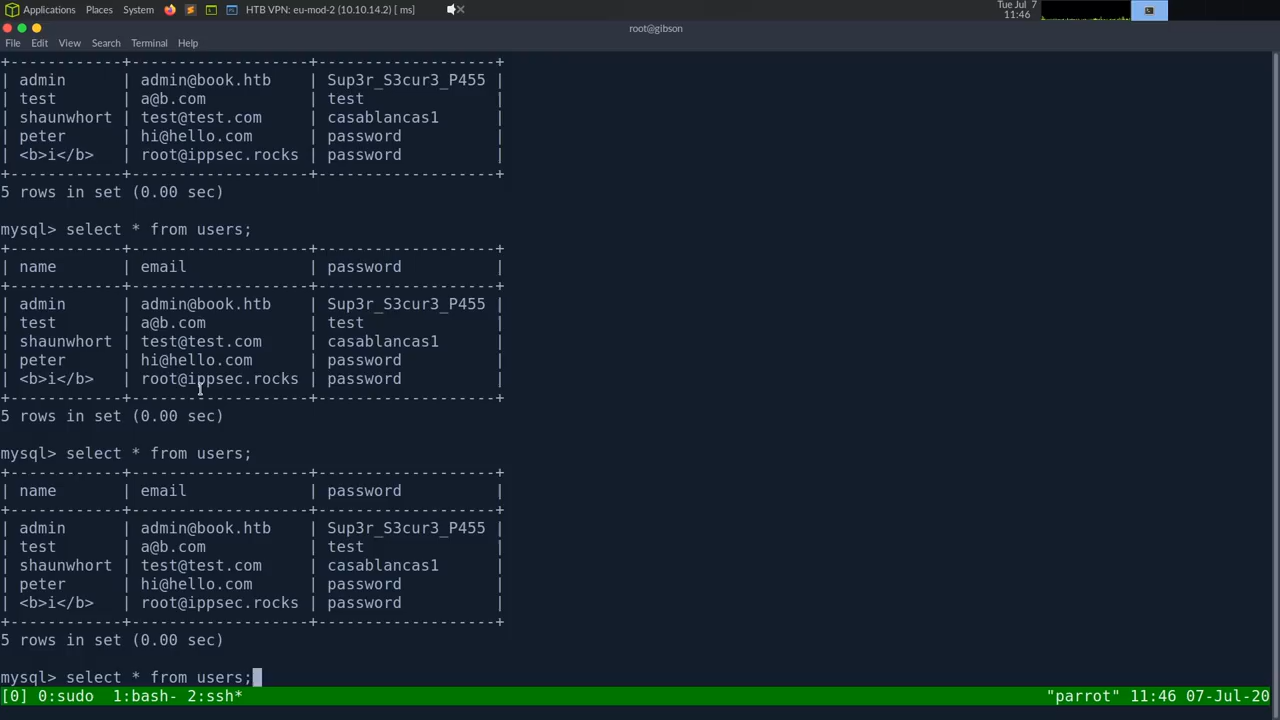 Applications Places System HTB VPN: eu-mod-2 (10.10.14.2) [ ms] Tue Jul 7
11:46
root@gibson
File Edit View Search Terminal Help
+------------+-------------------+------------------+
| admin      | admin@book.htb    | Sup3r_S3cur3_P455 |
| test       | a@b.com           | test              |
| shaunwhort | test@test.com     | casablancas1      |
| peter      | hi@hello.com      | password          |
| <b>i</b>   | root@ippsec.rocks | password          |
+------------+-------------------+------------------+
5 rows in set (0.00 sec)
mysql> select * from users;
+------------+-------------------+------------------+
| name       | email             | password          |
+------------+-------------------+------------------+
| admin      | admin@book.htb    | Sup3r_S3cur3_P455 |
| test       | a@b.com           | test              |
| shaunwhort | test@test.com     | casablancas1      |
| peter      | hi@hello.com      | password          |
| <b>i</b>   | root@ippsec.rocks | password          |
+------------+-------------------+------------------+
5 rows in set (0.00 sec)
mysql> select * from users;
+------------+-------------------+------------------+
| name       | email             | password          |
+------------+-------------------+------------------+
| admin      | admin@book.htb    | Sup3r_S3cur3_P455 |
| test       | a@b.com           | test              |
| shaunwhort | test@test.com     | casablancas1      |
| peter      | hi@hello.com      | password          |
| <b>i</b>   | root@ippsec.rocks | password          |
+------------+-------------------+------------------+
5 rows in set (0.00 sec)
mysql> select * from users;
[0] 0:sudo 1:bash- 2:ssh* "parrot" 11:46 07-Jul-20